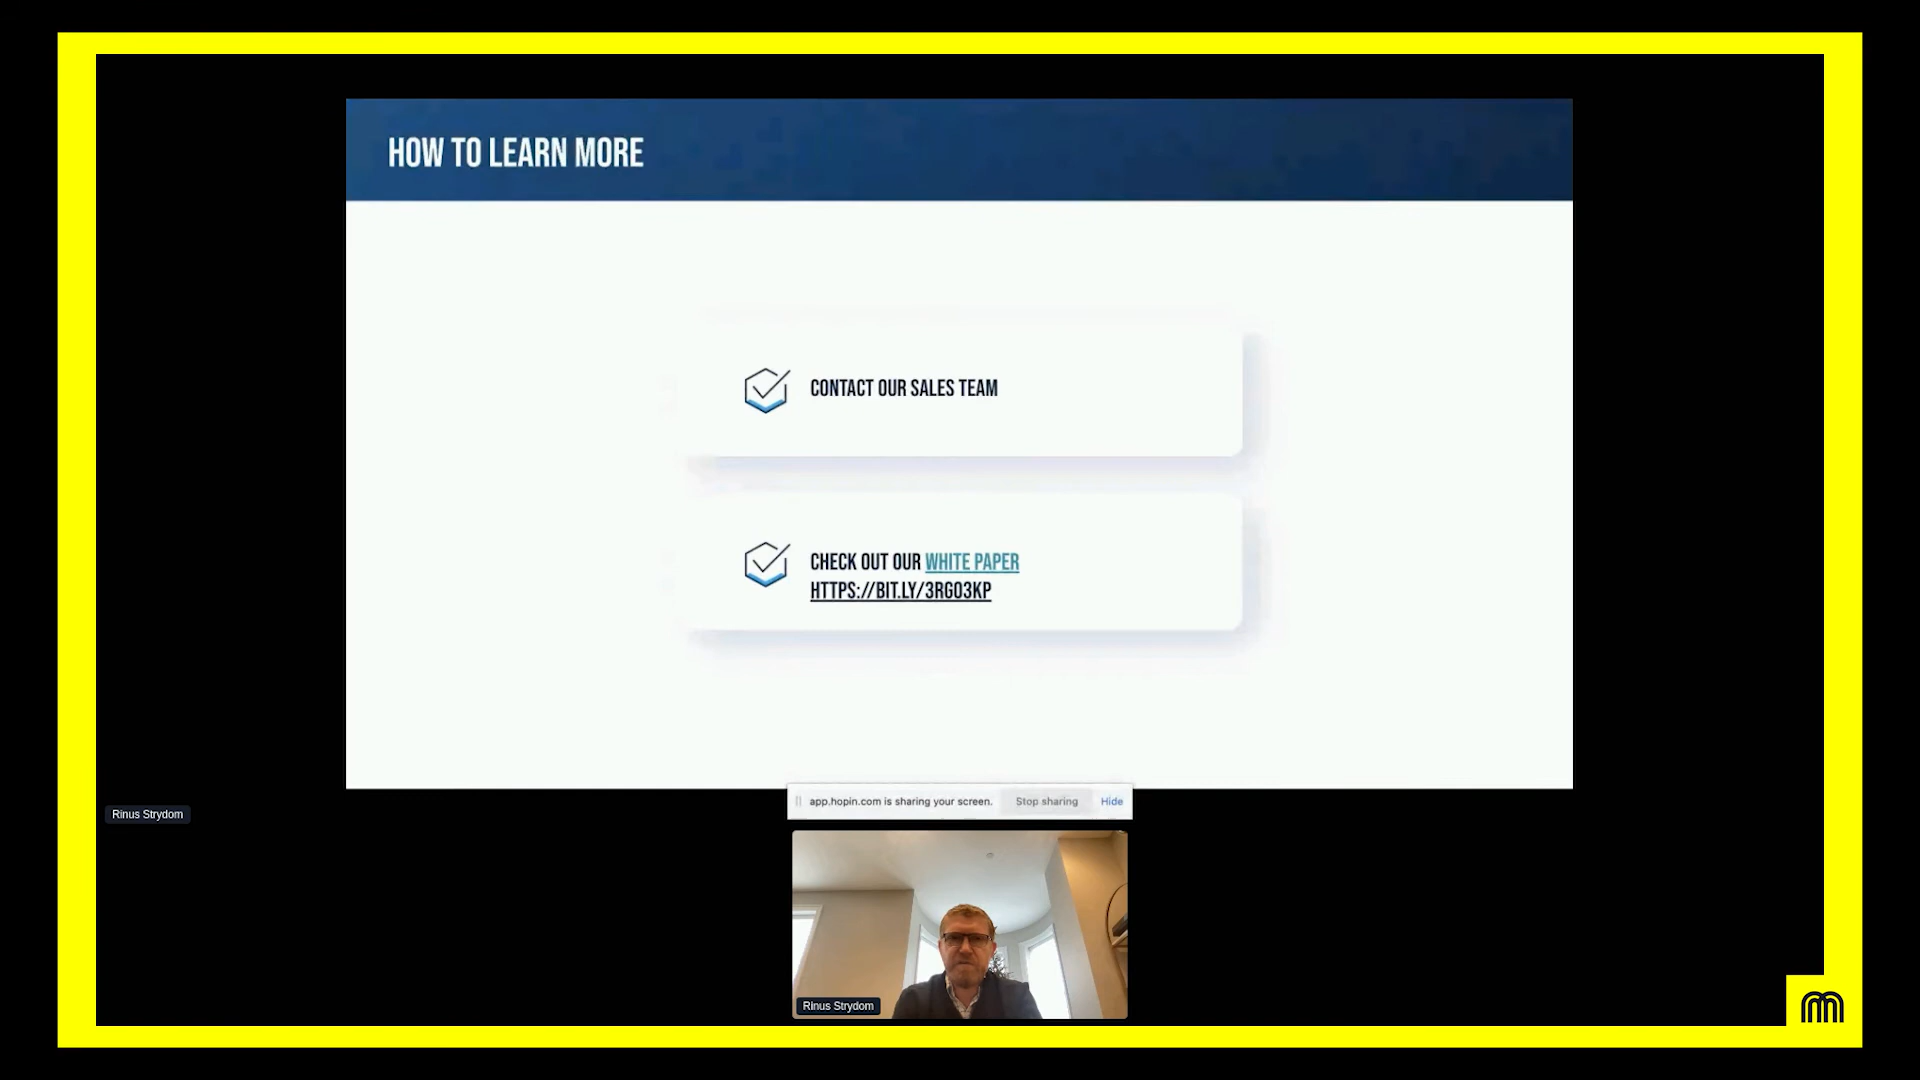 HOW TO LEARN MORE
CONTACT OUR SALES TEAM
CHECK OUT OUR WHITE PAPER
HTTPS://BIT.LY/3RGO3KP
app.hopin.com is sharing your screen. Stop sharing Hide
Rinus Strydom
Rinus Strydom